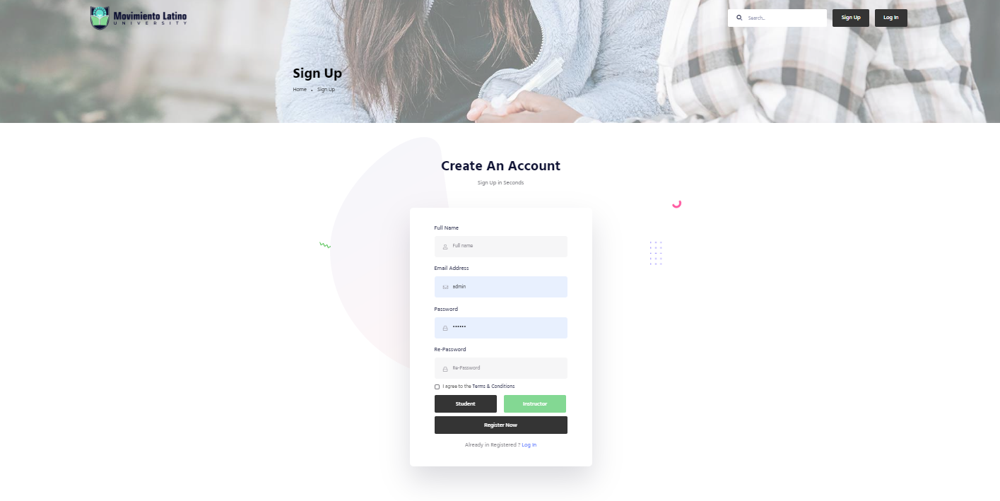 Movimiento Latino
UNIVERSITY
Search...
Sign Up
Log In
Sign Up
Home • Sign Up
Create An Account
Sign Up in Seconds
Full Name
Full name
Email Address
admin
Password
••••••
Re-Password
Re-Password
I agree to the Terms & Conditions
Student
Instructor
Register Now
Already in Registered ? Log In